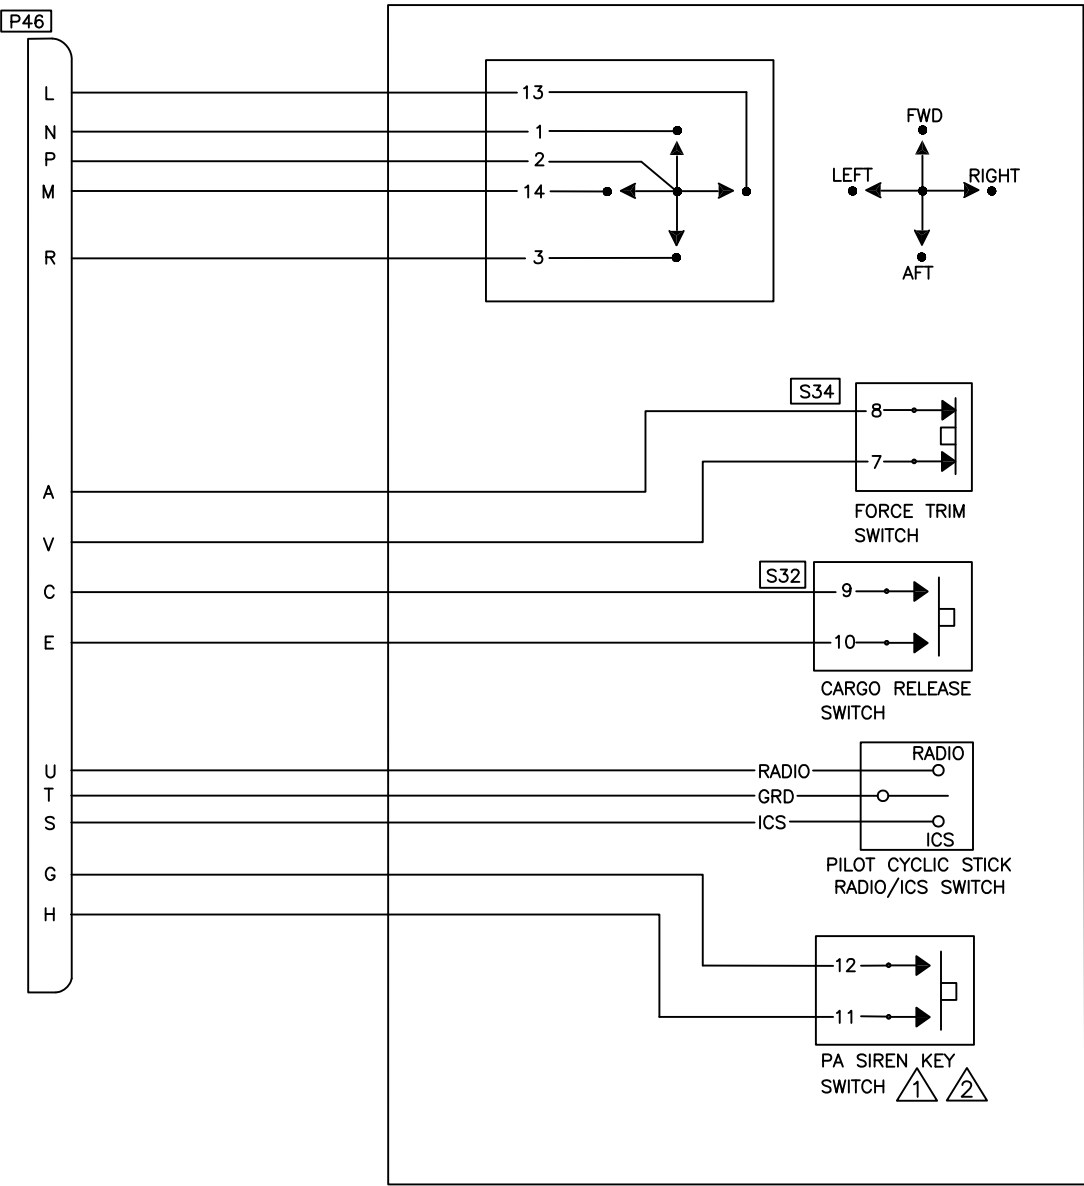 P46
L
13
FWD
N
1
P
2
LEFT
RIGHT
M
14
R
3
AFT
S34
8
7
A
FORCE TRIM
SWITCH
V
S32
C
9
E
10
CARGO RELEASE
SWITCH
RADIO
U
RADIO
T
GRD
S
ICS
ICS
PILOT CYCLIC STICK
RADIO/ICS SWITCH
G
H
12
11
PA SIREN KEY
SWITCH 1 2